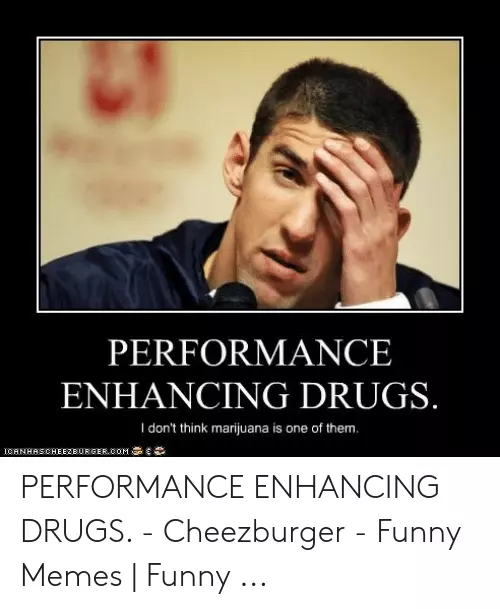 PERFORMANCE
ENHANCING DRUGS.
I don't think marijuana is one of them.
ICANHASCHEEZBURGER.COM
PERFORMANCE ENHANCING
DRUGS. - Cheezburger - Funny
Memes | Funny ...